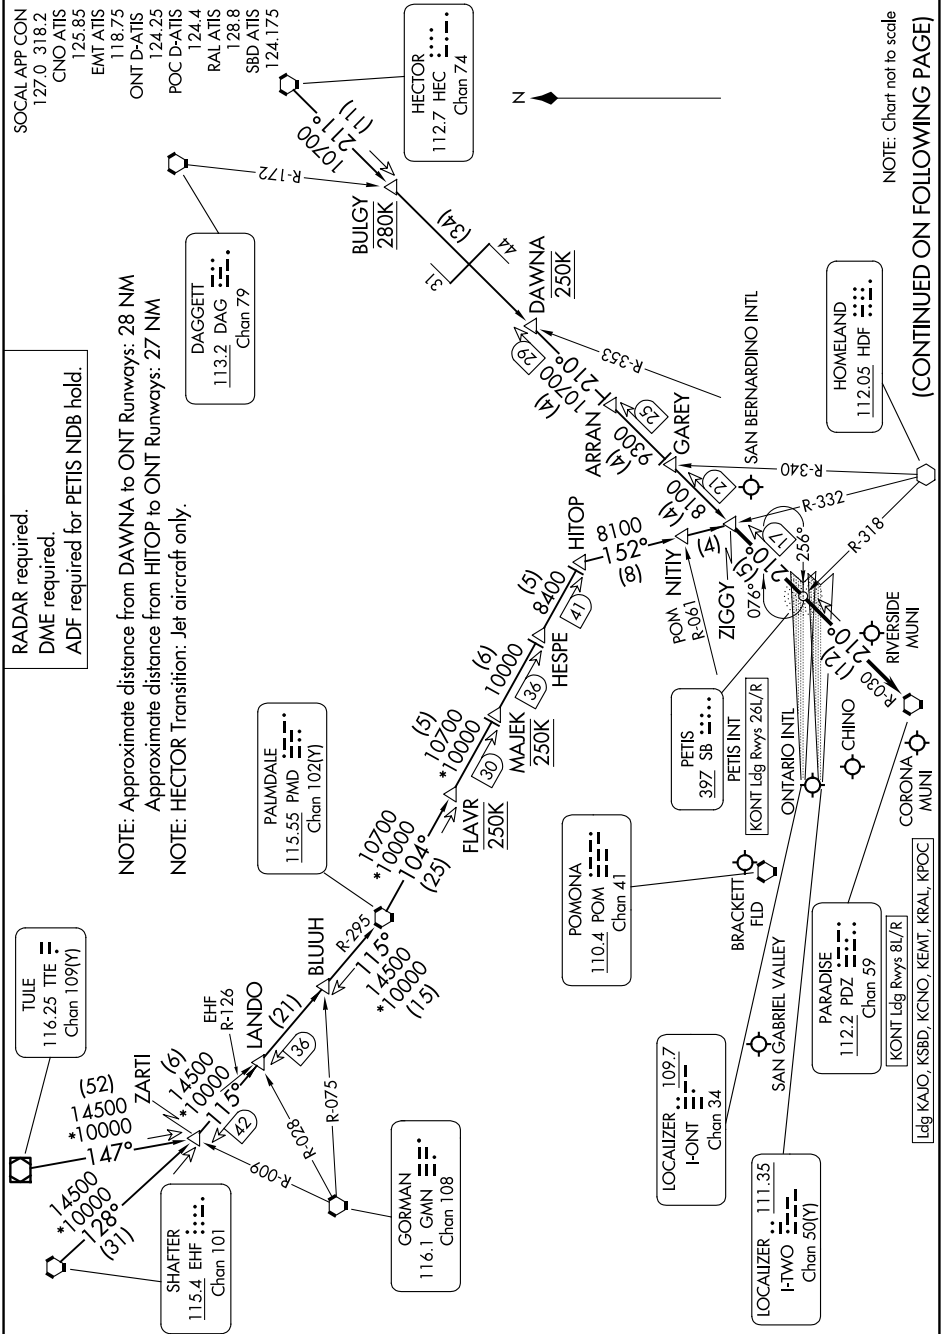 RADAR required.
DME required.
ADF required for PETIS NDB hold.
SOCAL APP CON
127.0 318.2
CNO ATIS
125.85
EMT ATIS
118.75
ONT D-ATIS
124.25
POC D-ATIS
124.4
RAL ATIS
128.8
SBD ATIS
124.175
NOTE: Approximate distance from DAWNA to ONT Runways: 28 NM
Approximate distance from HITOP to ONT Runways: 27 NM
NOTE: HECTOR Transition: Jet aircraft only.
TULE
116.25 TTE
Chan 109(Y)
(52)
14500
*10000
147°
ZARTI
14500
*10000
128°
(31)
SHAFTER
115.4 EHF
Chan 101
(6)
14500
*10000
115°
42
EHF
R-126
LANDO
(21)
36
BLUUH
R-295
115°
14500
*10000
(15)
R-009
R-028
R-075
GORMAN
116.1 GMN
Chan 108
PALMDALE
115.55 PMD
Chan 102(Y)
10700
*10000
104°
(25)
FLAVR
250K
(5)
10700
*10000
30
MAJEK
250K
(6)
10000
36
HESPE
(5)
8400
41
HITOP
8100
152°
(8)
NITIY
POM
R-061
(4)
ZIGGY
DAGGETT
113.2 DAG
Chan 79
R-172
HECTOR
112.7 HEC
Chan 74
10700
211°
(11)
BULGY
280K
(34)
31
44
DAWNA
250K
R-353
29
210°
10700
(4)
ARRAN
25
9300
(4)
GAREY
21
8100
(4)
SAN BERNARDINO INTL
R-340
R-332
R-318
HOMELAND
112.05 HDF
17
210°
(5)
256°
076°
PETIS
397 SB
PETIS INT
KONT Ldg Rwys 26L/R
ONTARIO INTL
210°
(12)
R-030
RIVERSIDE
MUNI
CHINO
CORONA
MUNI
POMONA
110.4 POM
Chan 41
BRACKETT
FLD
SAN GABRIEL VALLEY
LOCALIZER 109.7
I-ONT
Chan 34
LOCALIZER 111.35
I-TWO
Chan 50(Y)
PARADISE
112.2 PDZ
Chan 59
KONT Ldg Rwys 8L/R
Ldg KAJO, KSBD, KCNO, KEMT, KRAL, KPOC
N
NOTE: Chart not to scale
(CONTINUED ON FOLLOWING PAGE)